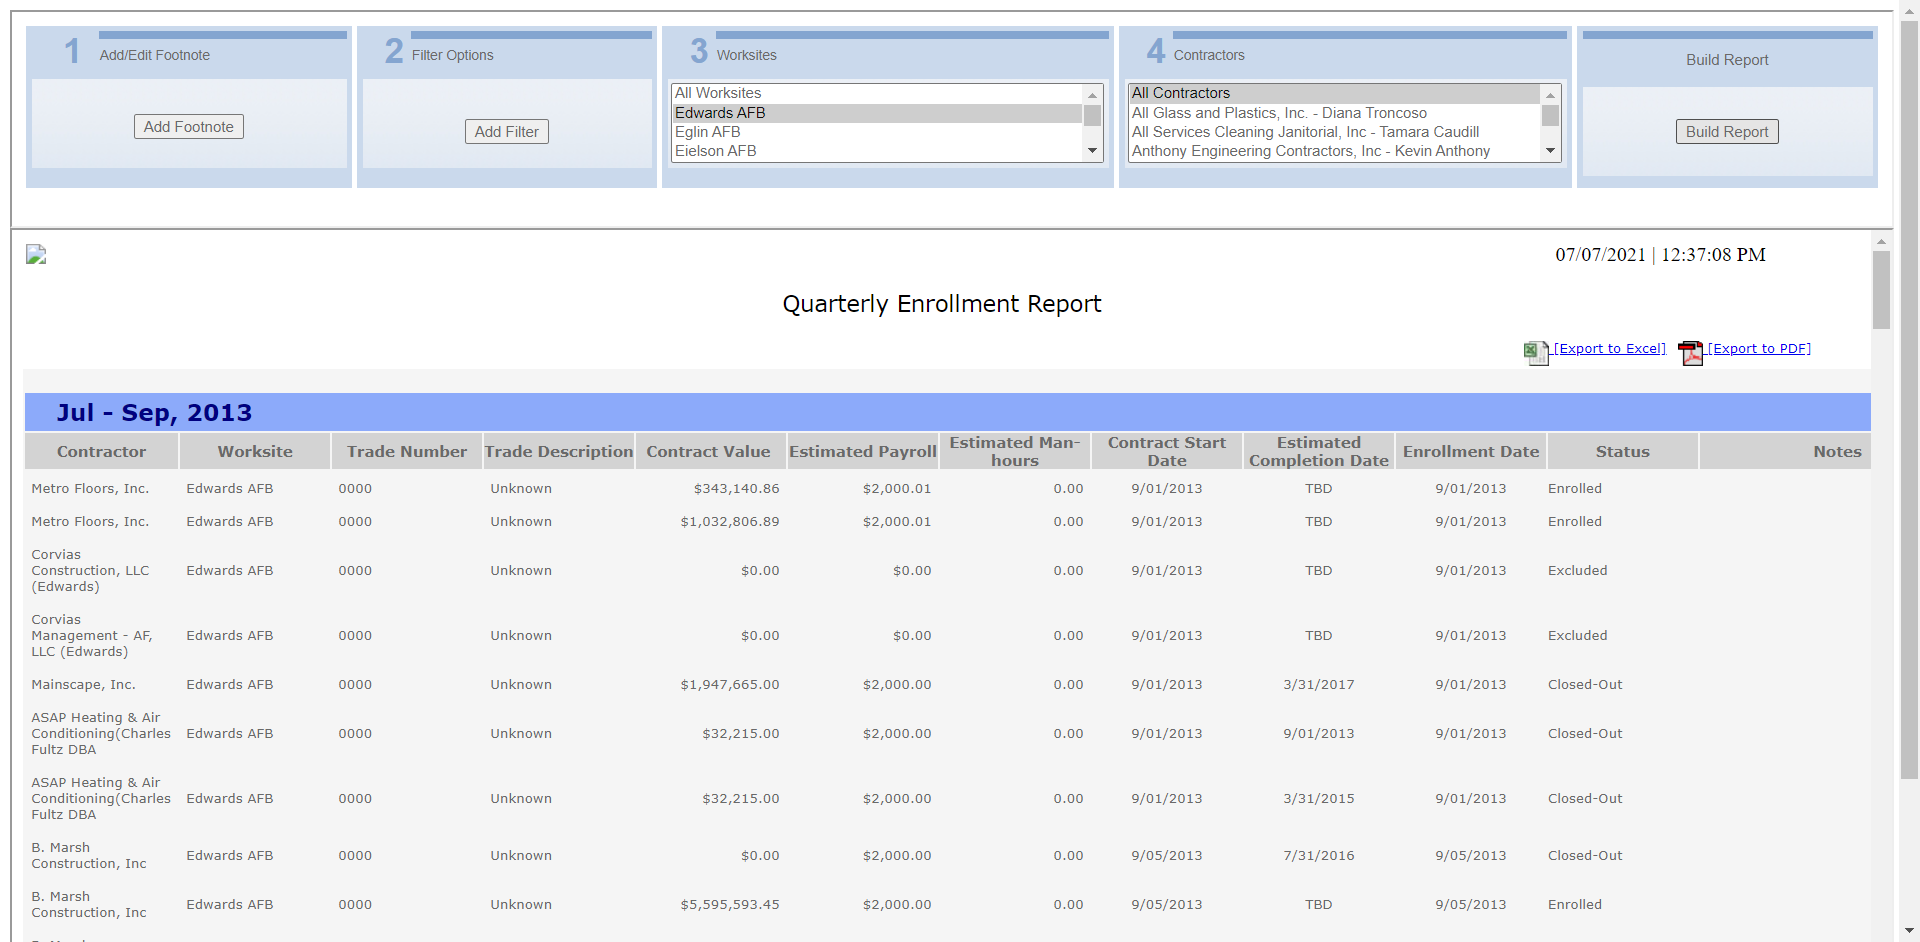 1 Add/Edit Footnote
Add Footnote
2 Filter Options
Add Filter
3 Worksites
All Worksites
Edwards AFB
Eglin AFB
Eielson AFB
4 Contractors
All Contractors
All Glass and Plastics, Inc. - Diana Troncoso
All Services Cleaning Janitorial, Inc - Tamara Caudill
Anthony Engineering Contractors, Inc - Kevin Anthony
Build Report
Build Report
07/07/2021 | 12:37:08 PM
Quarterly Enrollment Report
[Export to Excel] [Export to PDF]
Jul - Sep, 2013
Contractor Worksite Trade Number Trade Description Contract Value Estimated Payroll Estimated Man-
hours Contract Start
Date Estimated
Completion Date Enrollment Date Status Notes
Metro Floors, Inc. Edwards AFB 0000 Unknown $343,140.86 $2,000.01 0.00 9/01/2013 TBD 9/01/2013 Enrolled
Metro Floors, Inc. Edwards AFB 0000 Unknown $1,032,806.89 $2,000.01 0.00 9/01/2013 TBD 9/01/2013 Enrolled
Corvias
Construction, LLC
(Edwards) Edwards AFB 0000 Unknown $0.00 $0.00 0.00 9/01/2013 TBD 9/01/2013 Excluded
Corvias
Management - AF,
LLC (Edwards) Edwards AFB 0000 Unknown $0.00 $0.00 0.00 9/01/2013 TBD 9/01/2013 Excluded
Mainscape, Inc. Edwards AFB 0000 Unknown $1,947,665.00 $2,000.00 0.00 9/01/2013 3/31/2017 9/01/2013 Closed-Out
ASAP Heating & Air
Conditioning(Charles
Fultz DBA Edwards AFB 0000 Unknown $32,215.00 $2,000.00 0.00 9/01/2013 9/01/2013 9/01/2013 Closed-Out
ASAP Heating & Air
Conditioning(Charles
Fultz DBA Edwards AFB 0000 Unknown $32,215.00 $2,000.00 0.00 9/01/2013 3/31/2015 9/01/2013 Closed-Out
B. Marsh
Construction, Inc Edwards AFB 0000 Unknown $0.00 $2,000.00 0.00 9/05/2013 7/31/2016 9/05/2013 Closed-Out
B. Marsh
Construction, Inc Edwards AFB 0000 Unknown $5,595,593.45 $2,000.00 0.00 9/05/2013 TBD 9/05/2013 Enrolled